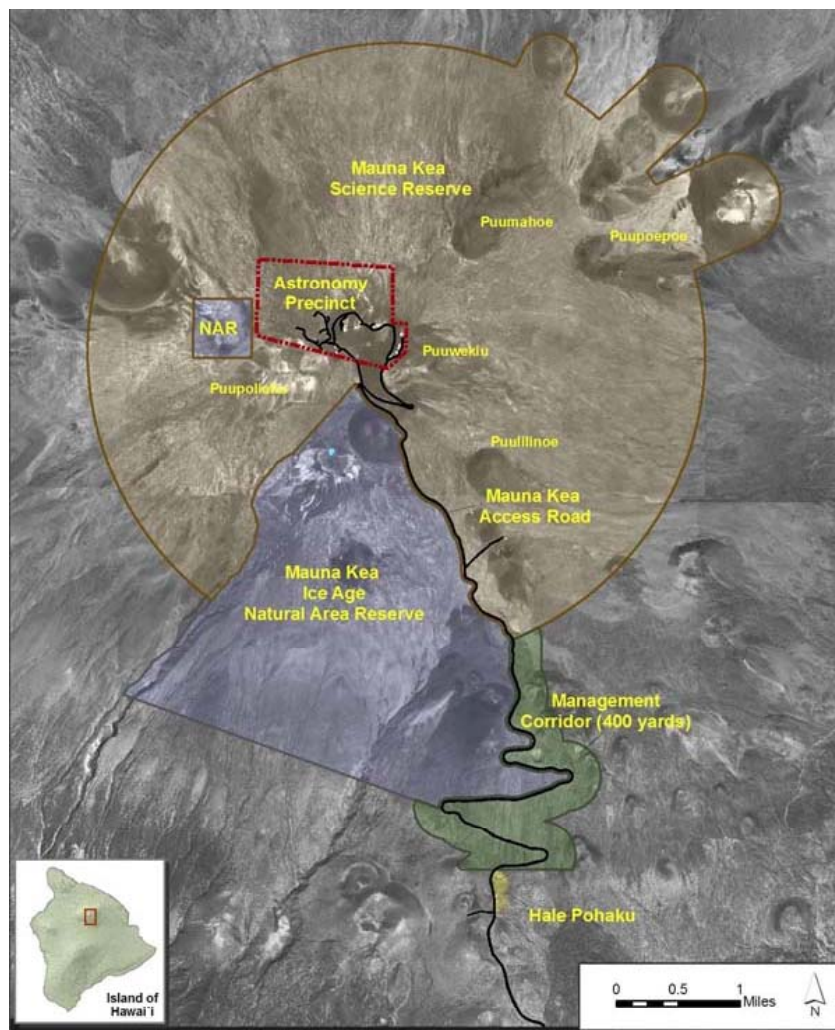 Mauna Kea
Science Reserve
Puumahoe
Puupoepoe
Astronomy
Precinct
NAR
Puuwekiu
Puupoliahu
Puulilinoe
Mauna Kea
Access Road
Mauna Kea
Ice Age
Natural Area Reserve
Management
Corridor (400 yards)
Hale Pohaku
Island of
Hawai`i
0 0.5 1
Miles
N